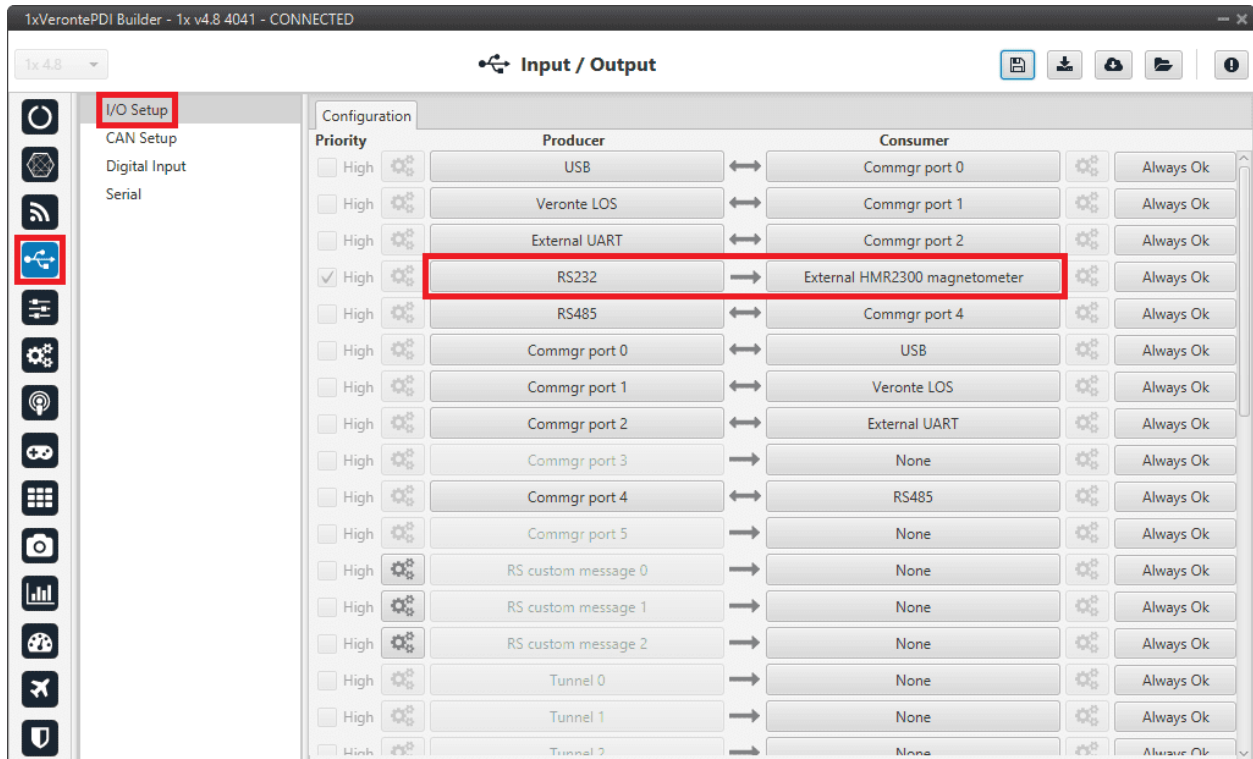 1xVerontePDI Builder - 1x v4.8 4041 - CONNECTED
1x 4.8
Input / Output
I/O Setup
CAN Setup
Digital Input
Serial
Configuration
Priority Producer Consumer
High USB Commgr port 0 Always Ok
High Veronte LOS Commgr port 1 Always Ok
High External UART Commgr port 2 Always Ok
High RS232 External HMR2300 magnetometer Always Ok
High RS485 Commgr port 4 Always Ok
High Commgr port 0 USB Always Ok
High Commgr port 1 Veronte LOS Always Ok
High Commgr port 2 External UART Always Ok
High Commgr port 3 None Always Ok
High Commgr port 4 RS485 Always Ok
High Commgr port 5 None Always Ok
High RS custom message 0 None Always Ok
High RS custom message 1 None Always Ok
High RS custom message 2 None Always Ok
High Tunnel 0 None Always Ok
High Tunnel 1 None Always Ok
High Tunnel 2 None Always Ok